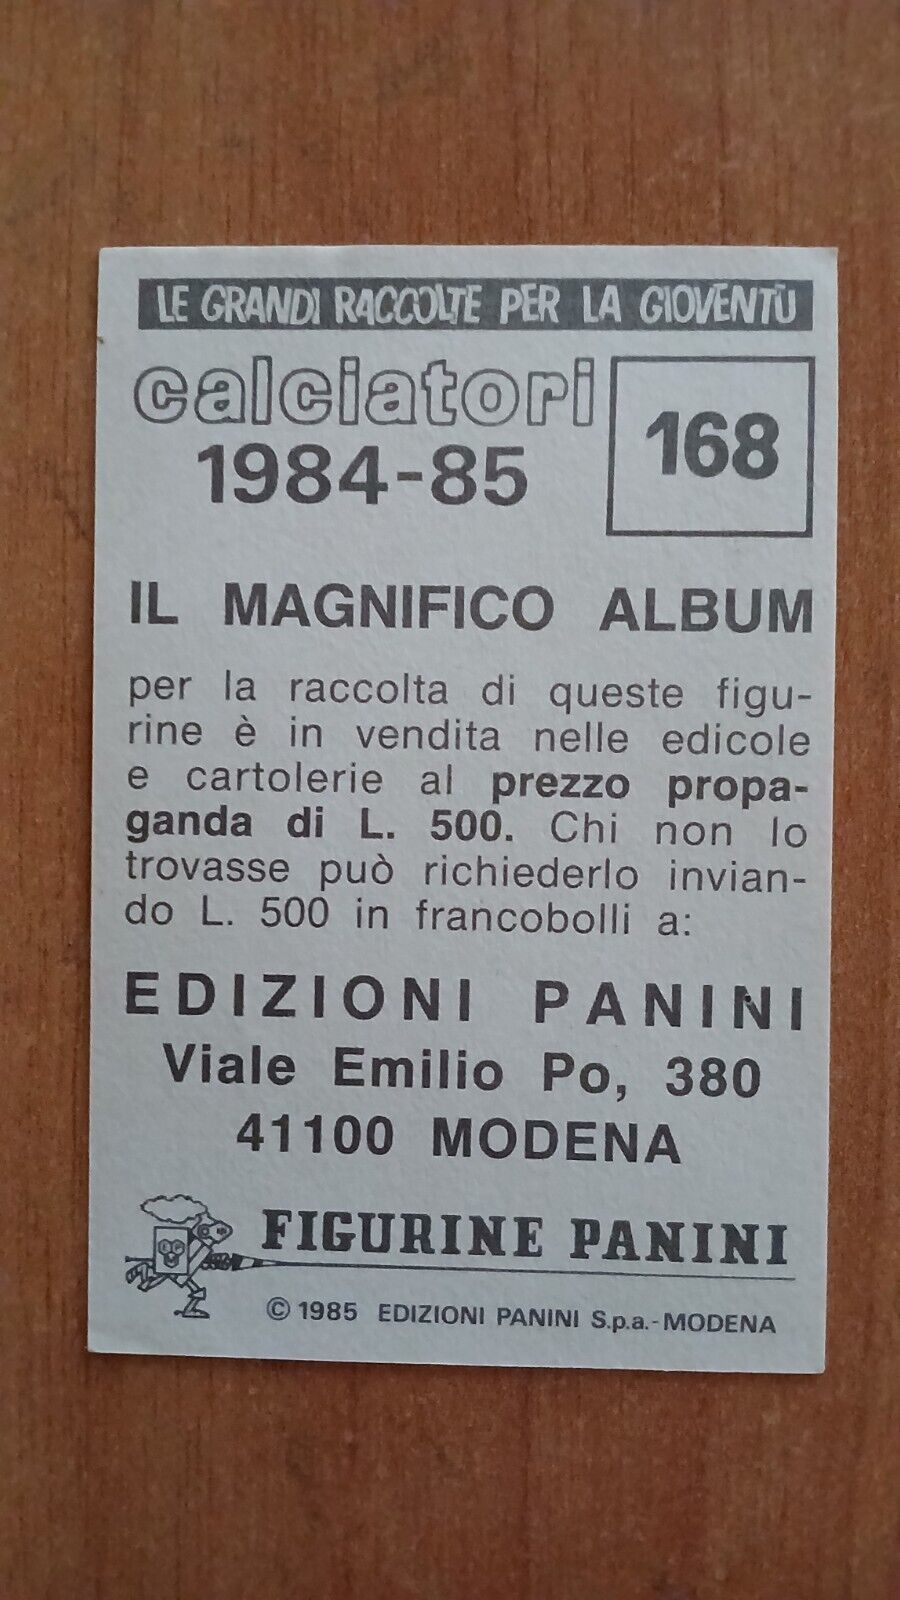 LE GRANDI RACCOLTE PER LA GIOVENTÙ
calciatori
1984-85
168
IL MAGNIFICO ALBUM
per la raccolta di queste figu-
rine è in vendita nelle edicole
e cartolerie al prezzo propa-
ganda di L. 500. Chi non lo
trovasse può richiederlo invian-
do L. 500 in francobolli a:
EDIZIONI PANINI
Viale Emilio Po, 380
41100 MODENA
FIGURINE PANINI
© 1985 EDIZIONI PANINI S.p.a.-MODENA